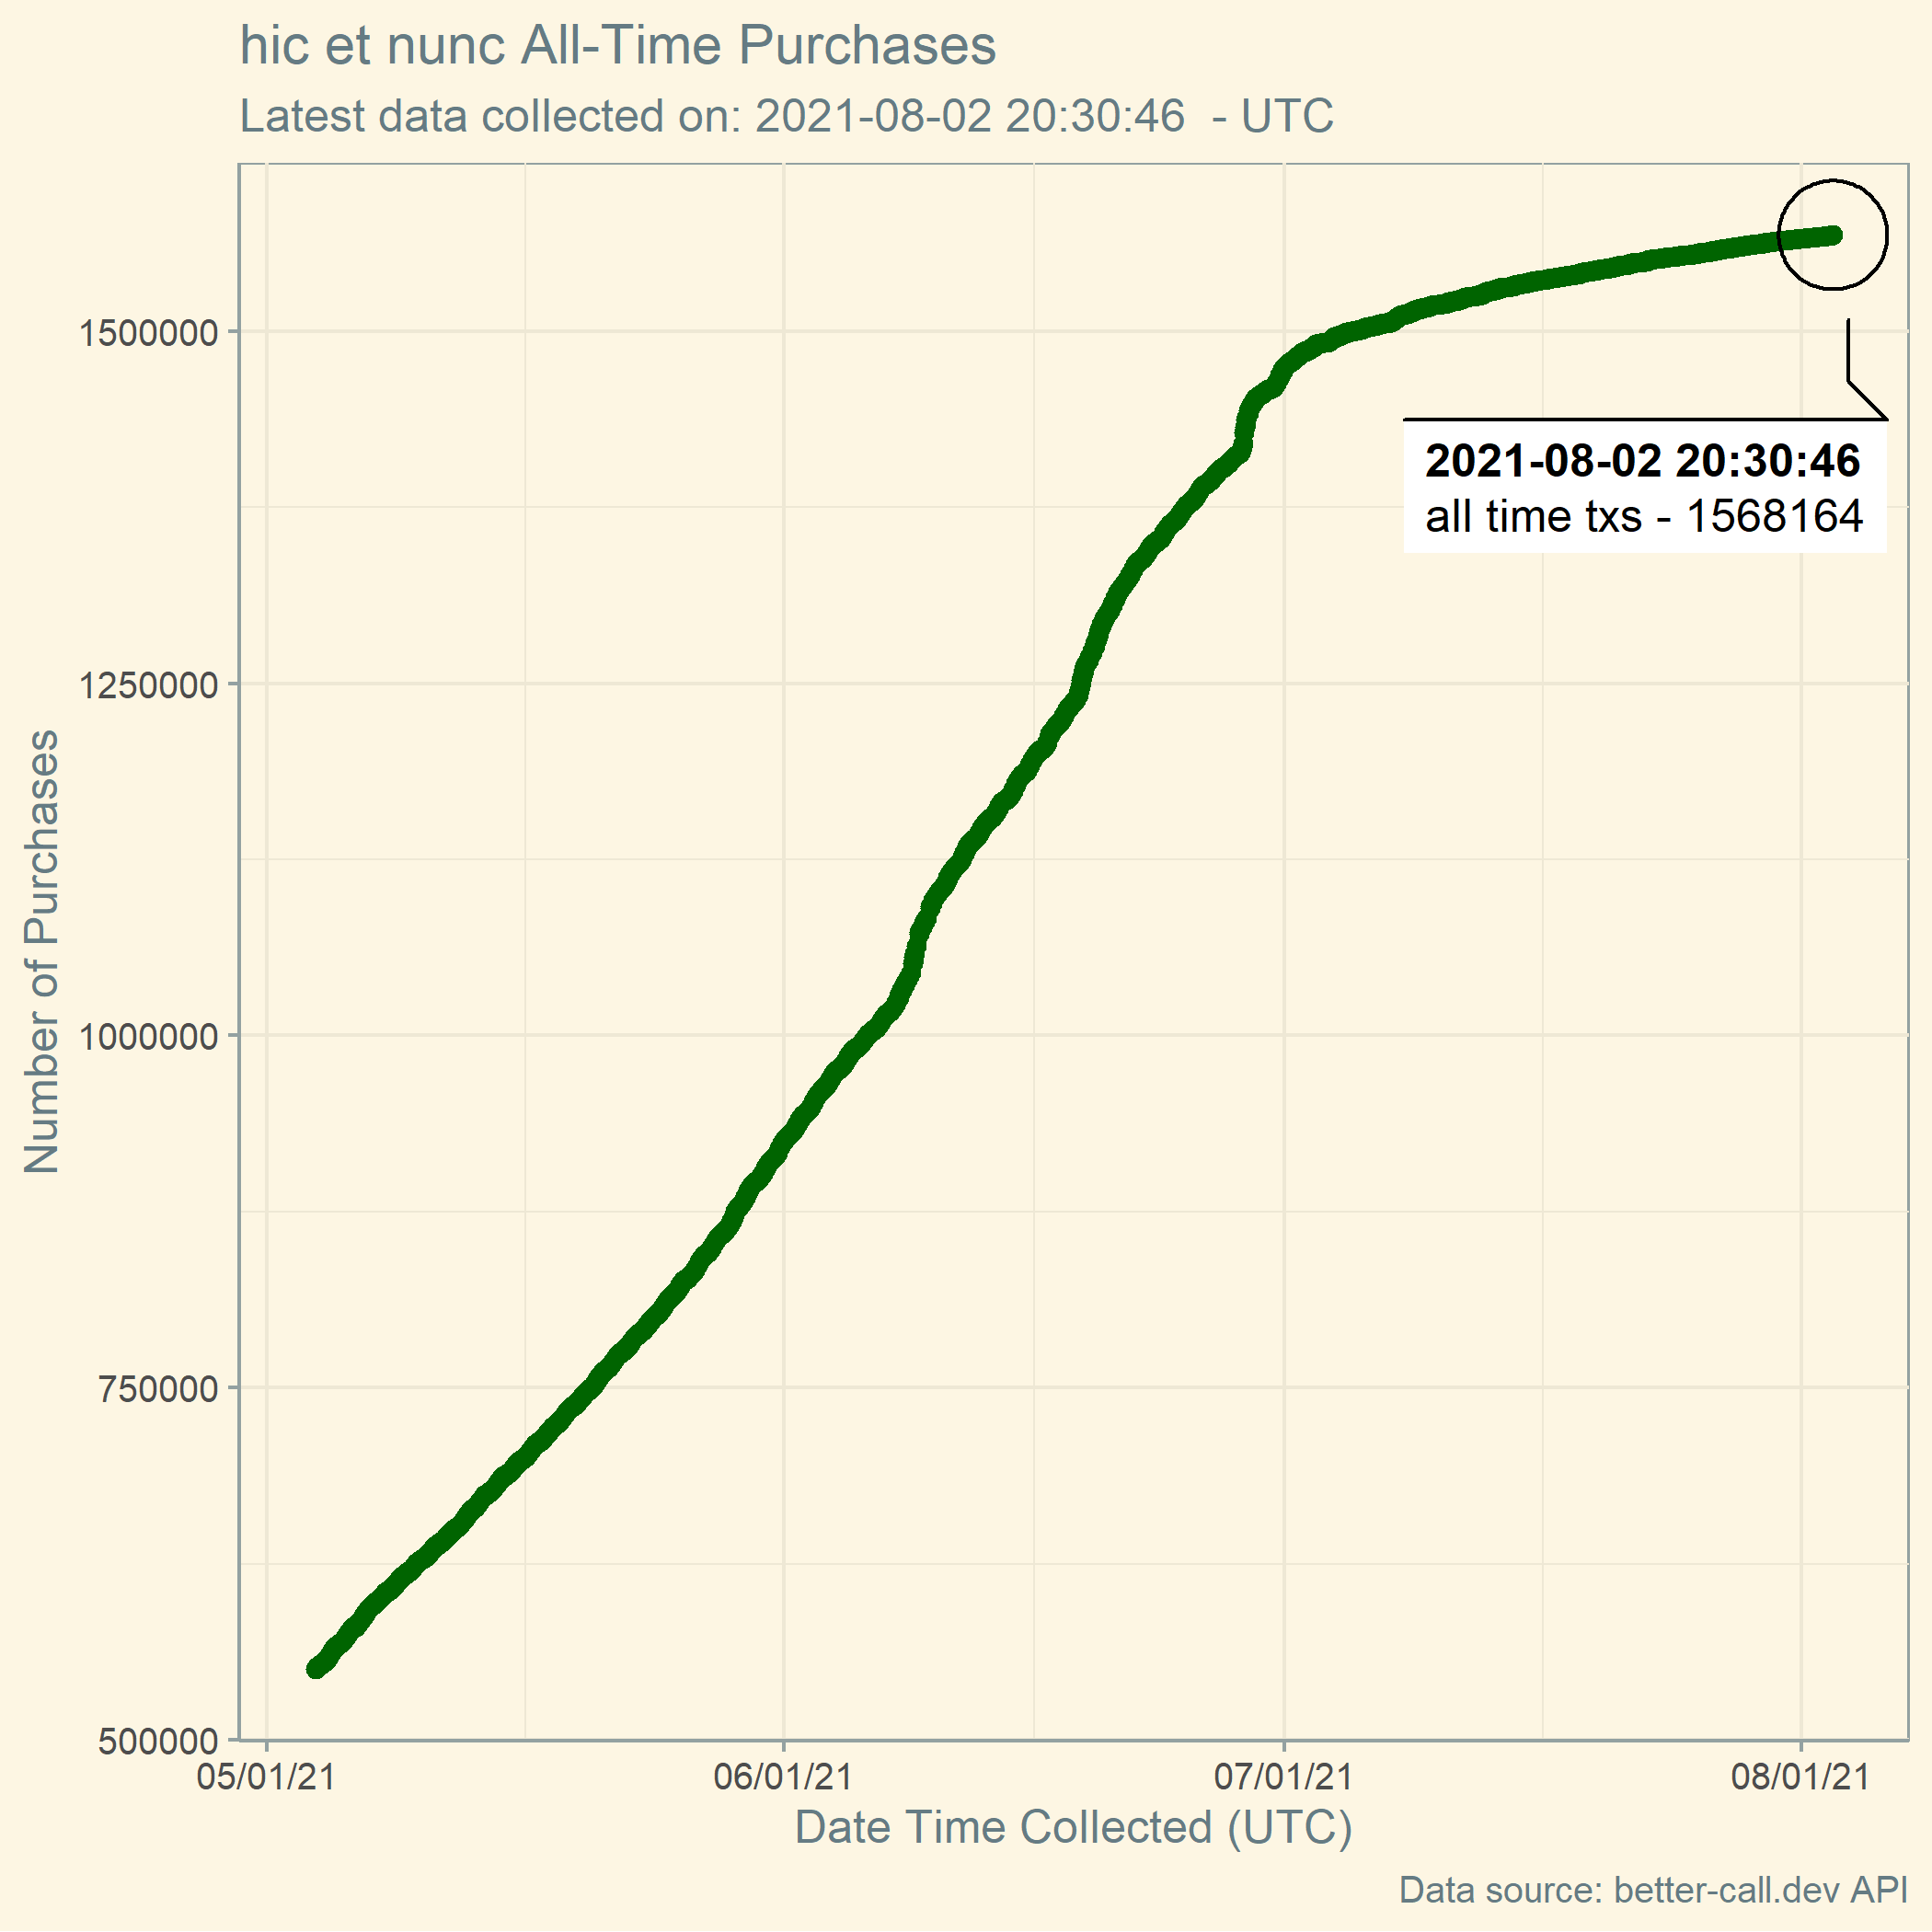 hic et nunc All-Time Purchases
Latest data collected on: 2021-08-02 20:30:46  - UTC
Number of Purchases
1500000
1250000
1000000
750000
500000
2021-08-02 20:30:46
all time txs - 1568164
05/01/21
06/01/21
07/01/21
08/01/21
Date Time Collected (UTC)
Data source: better-call.dev API